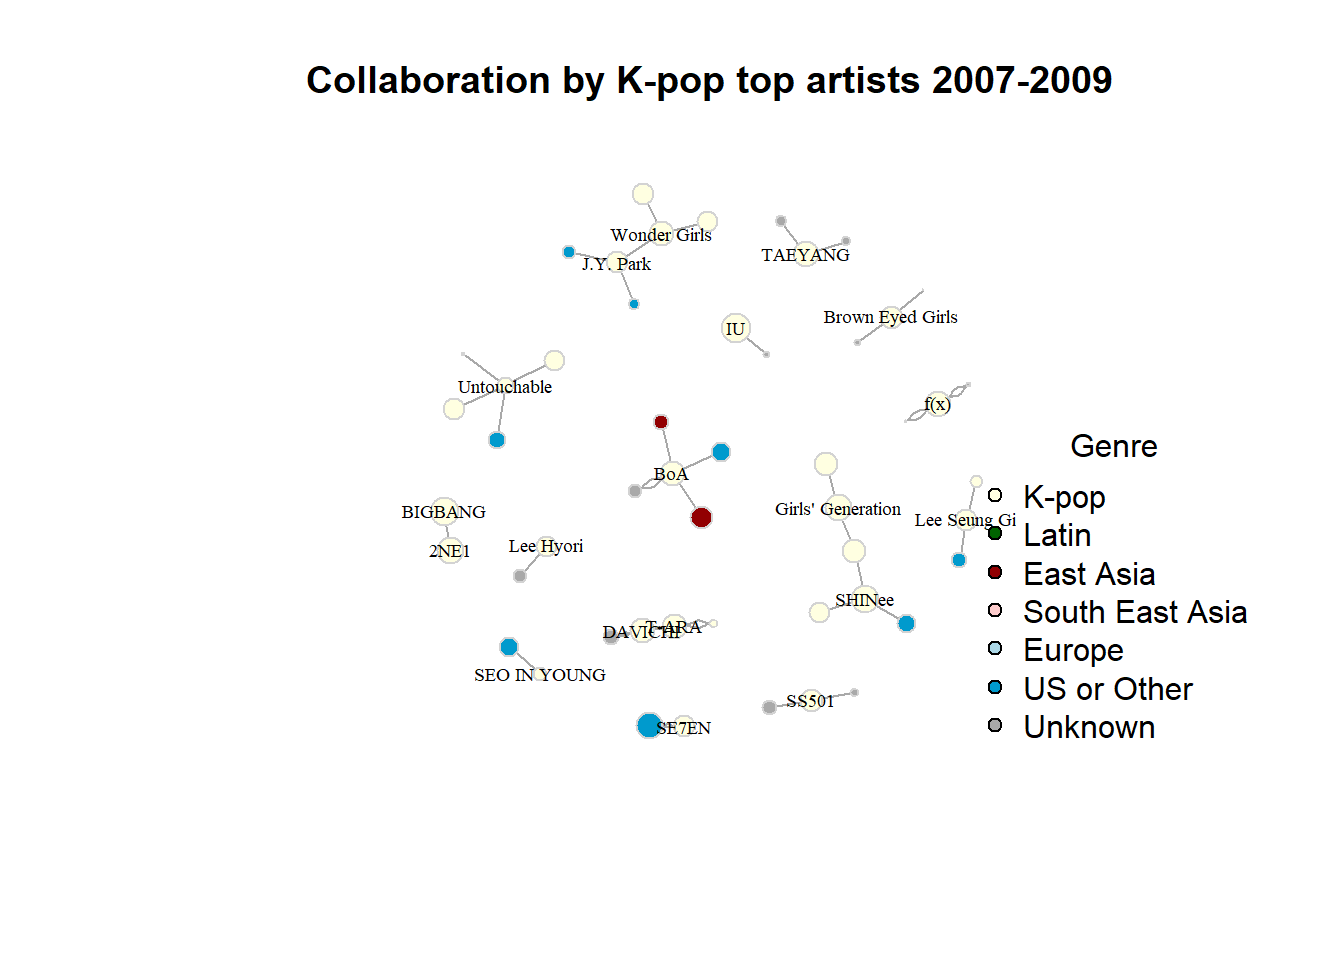 Collaboration by K-pop top artists 2007-2009
Wonder Girls
TAEYANG
J.Y. Park
Brown Eyed Girls
IU
Untouchable
f(x)
Genre
BoA
K-pop
Girls' Generation
BIGBANG
Lee Seung Gi
Latin
Lee Hyori
2NE1
East Asia
SHINee
South East Asia
T-ARA
DAVICHI
Europe
SEO IN YOUNG
US or Other
SS501
SE7EN
Unknown